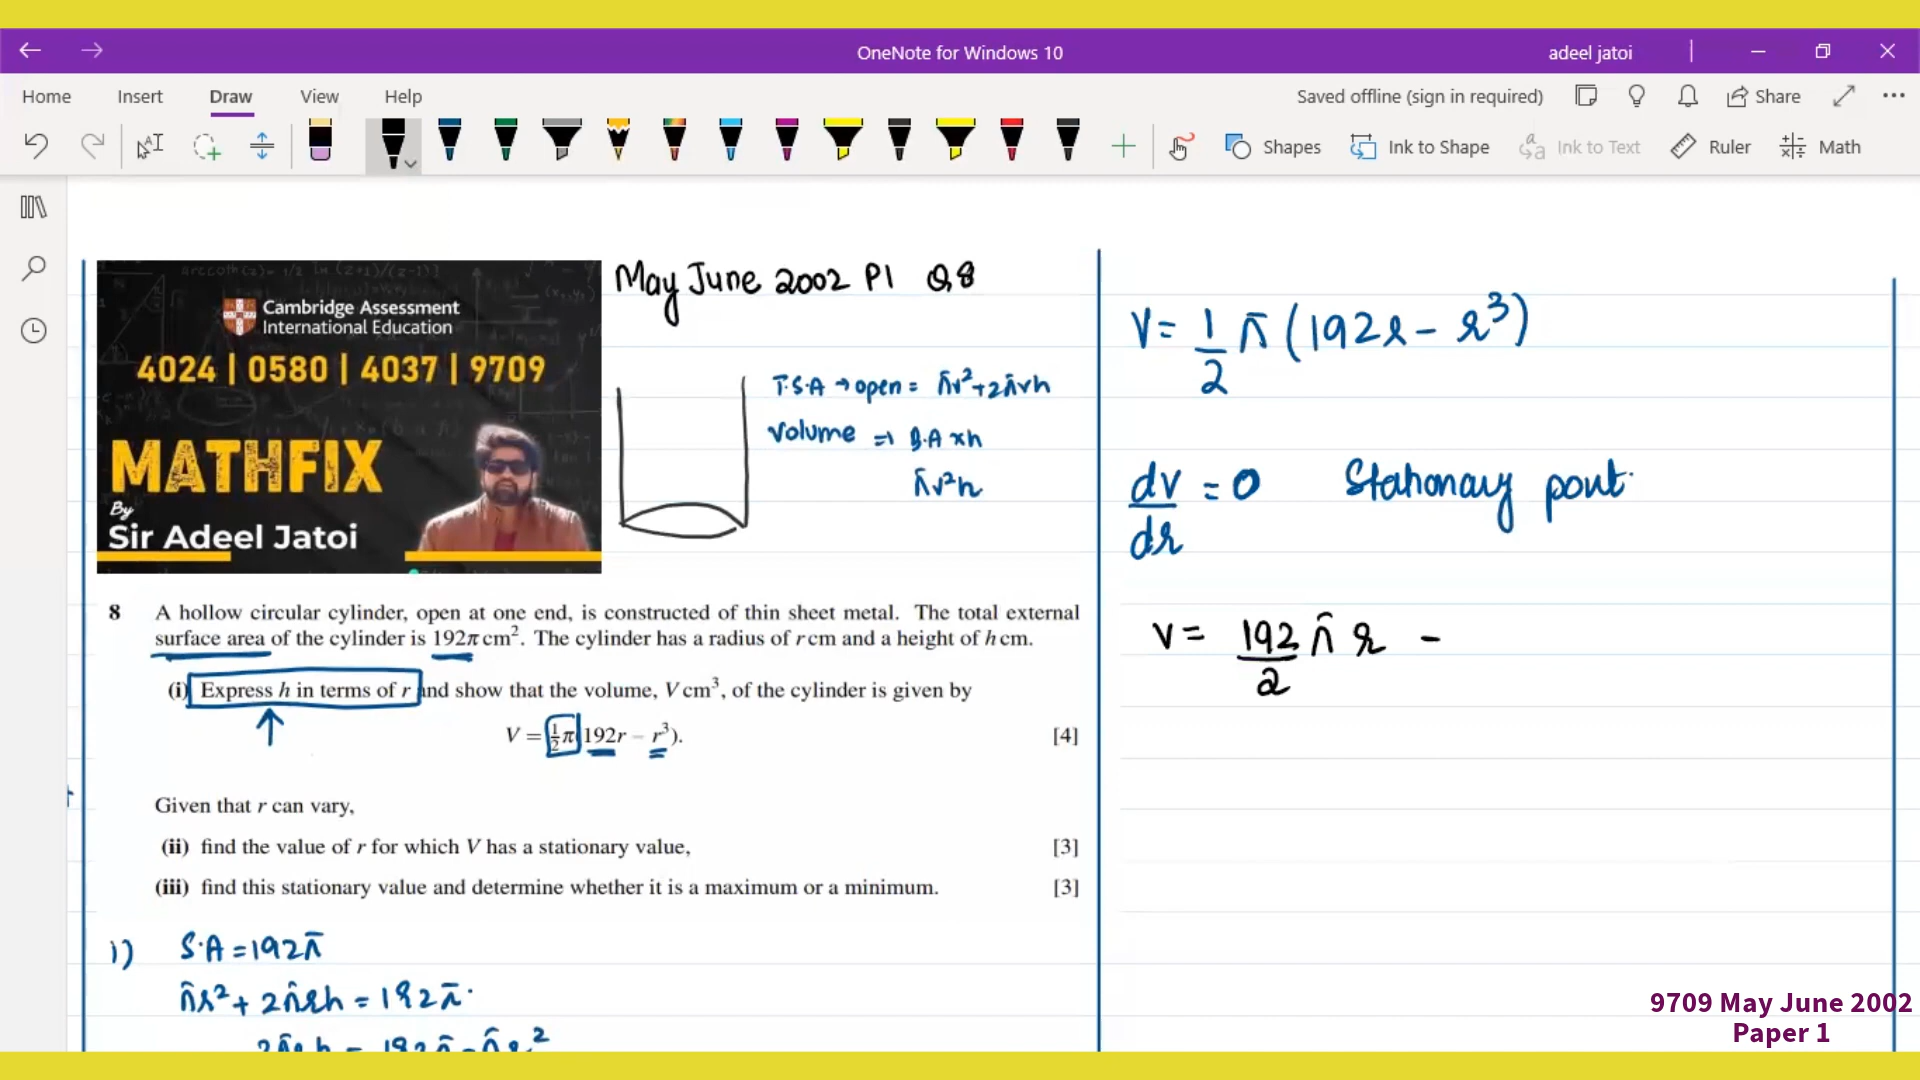 OneNote for Windows 10
adeel jatoi
Home Insert Draw View Help
Saved offline (sign in required)
Share
Shapes Ink to Shape Ink to Text Ruler Math
Cambridge Assessment
International Education
4024 | 0580 | 4037 | 9709
MATHFIX
By
Sir Adeel Jatoi
May June 2002 P1 Q8
T.S.A → open = πr²+2πrh
Volume => B.A×h
πr²h
8 A hollow circular cylinder, open at one end, is constructed of thin sheet metal. The total external
surface area of the cylinder is 192π cm². The cylinder has a radius of r cm and a height of h cm.
(i) Express h in terms of r and show that the volume, V cm³, of the cylinder is given by
V = ½π(192r – r³). [4]
Given that r can vary,
(ii) find the value of r for which V has a stationary value, [3]
(iii) find this stationary value and determine whether it is a maximum or a minimum. [3]
i) S.A = 192π
πr² + 2πrh = 192π
2πrh = 192π - πr²
V = 1/2 π (192r - r³)
dv/dr = 0 Stationary point
V = 192/2 π r -
9709 May June 2002
Paper 1